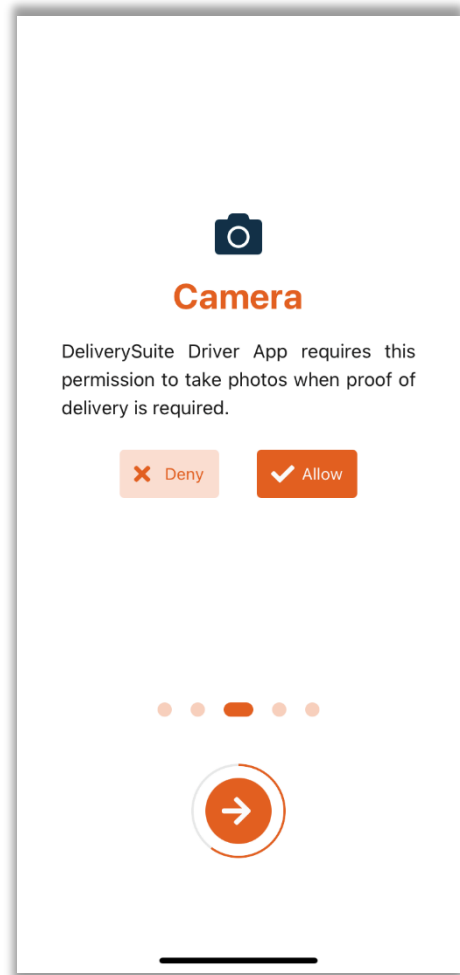 Camera
DeliverySuite Driver App requires this
permission to take photos when proof of
delivery is required.
Deny
Allow